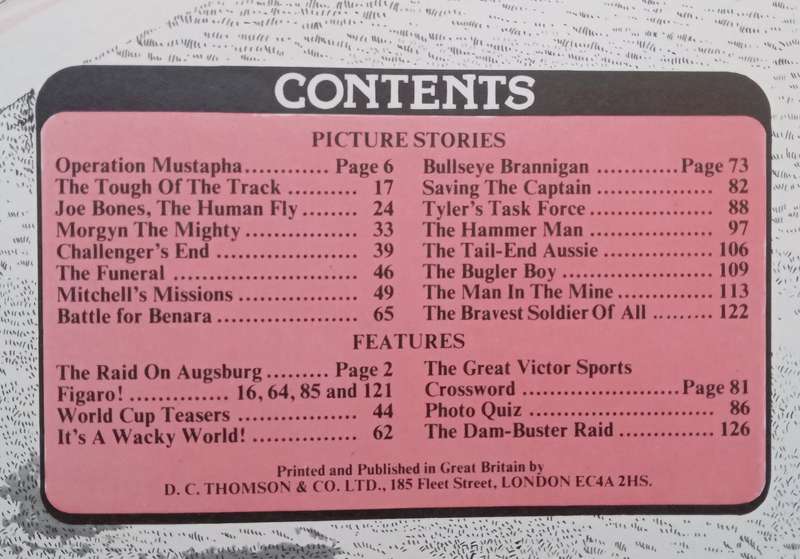 CONTENTS
PICTURE STORIES
Operation Mustapha............ Page 6
The Tough Of The Track .......... 17
Joe Bones, The Human Fly........ 24
Morgyn The Mighty ................ 33
Challenger's End .................... 39
The Funeral .......................... 46
Mitchell's Missions ................. 49
Battle for Benara .................... 65
Bullseye Brannigan ............Page 73
Saving The Captain ................. 82
Tyler's Task Force .................. 88
The Hammer Man .................. 97
The Tail-End Aussie ................ 106
The Bugler Boy ...................... 109
The Man In The Mine .............. 113
The Bravest Soldier Of All ......... 122
FEATURES
The Raid On Augsburg ......... Page 2
Figaro! .............. 16, 64, 85 and 121
World Cup Teasers ................. 44
It's A Wacky World! ............... 62
The Great Victor Sports
Crossword .......................Page 81
Photo Quiz ........................... 86
The Dam-Buster Raid .............. 126
Printed and Published in Great Britain by
D. C. THOMSON & CO. LTD., 185 Fleet Street, LONDON EC4A 2HS.